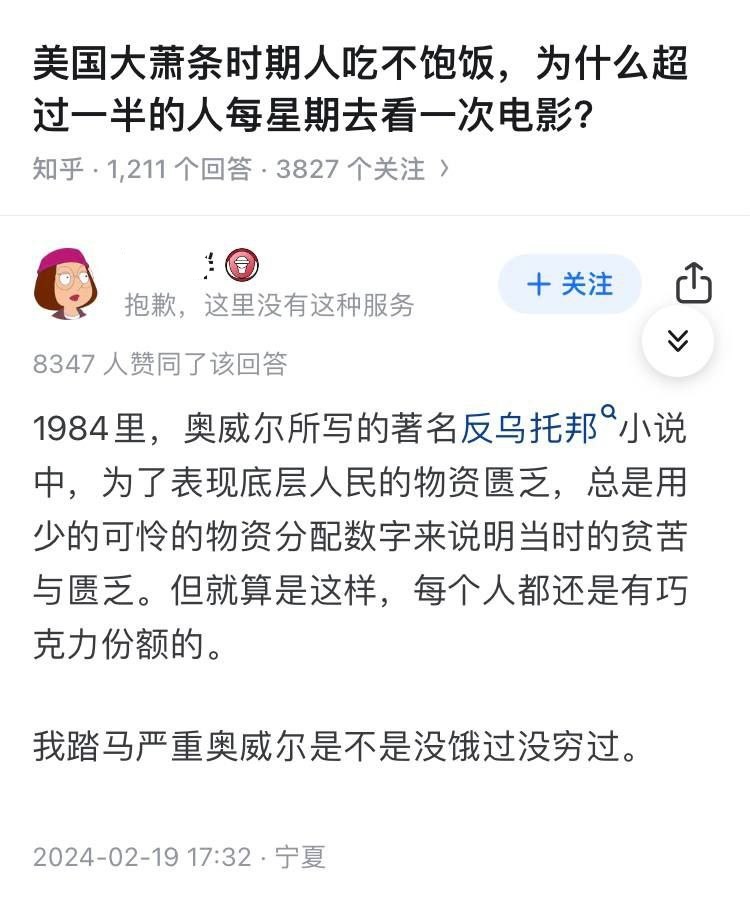 美国大萧条时期人吃不饱饭，为什么超
过一半的人每星期去看一次电影？
知乎 · 1,211 个回答 · 3827 个关注 〉
抱歉，这里没有这种服务
+ 关注
8347 人赞同了该回答
1984里，奥威尔所写的著名反乌托邦小说
中，为了表现底层人民的物资匮乏，总是用
少的可怜的物资分配数字来说明当时的贫苦
与匮乏。但就算是这样，每个人都还是有巧
克力份额的。
我踏马严重奥威尔是不是没饿过没穷过。
2024-02-19 17:32 · 宁夏